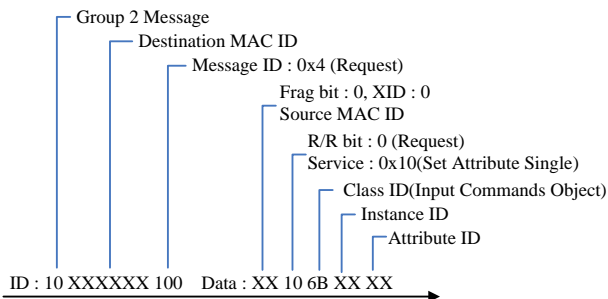 Group 2 Message
Destination MAC ID
Message ID : 0x4 (Request)
Frag bit : 0, XID : 0
Source MAC ID
R/R bit : 0 (Request)
Service : 0x10(Set Attribute Single)
Class ID(Input Commands Object)
Instance ID
Attribute ID
ID : 10 XXXXXX 100 Data : XX 10 6B XX XX